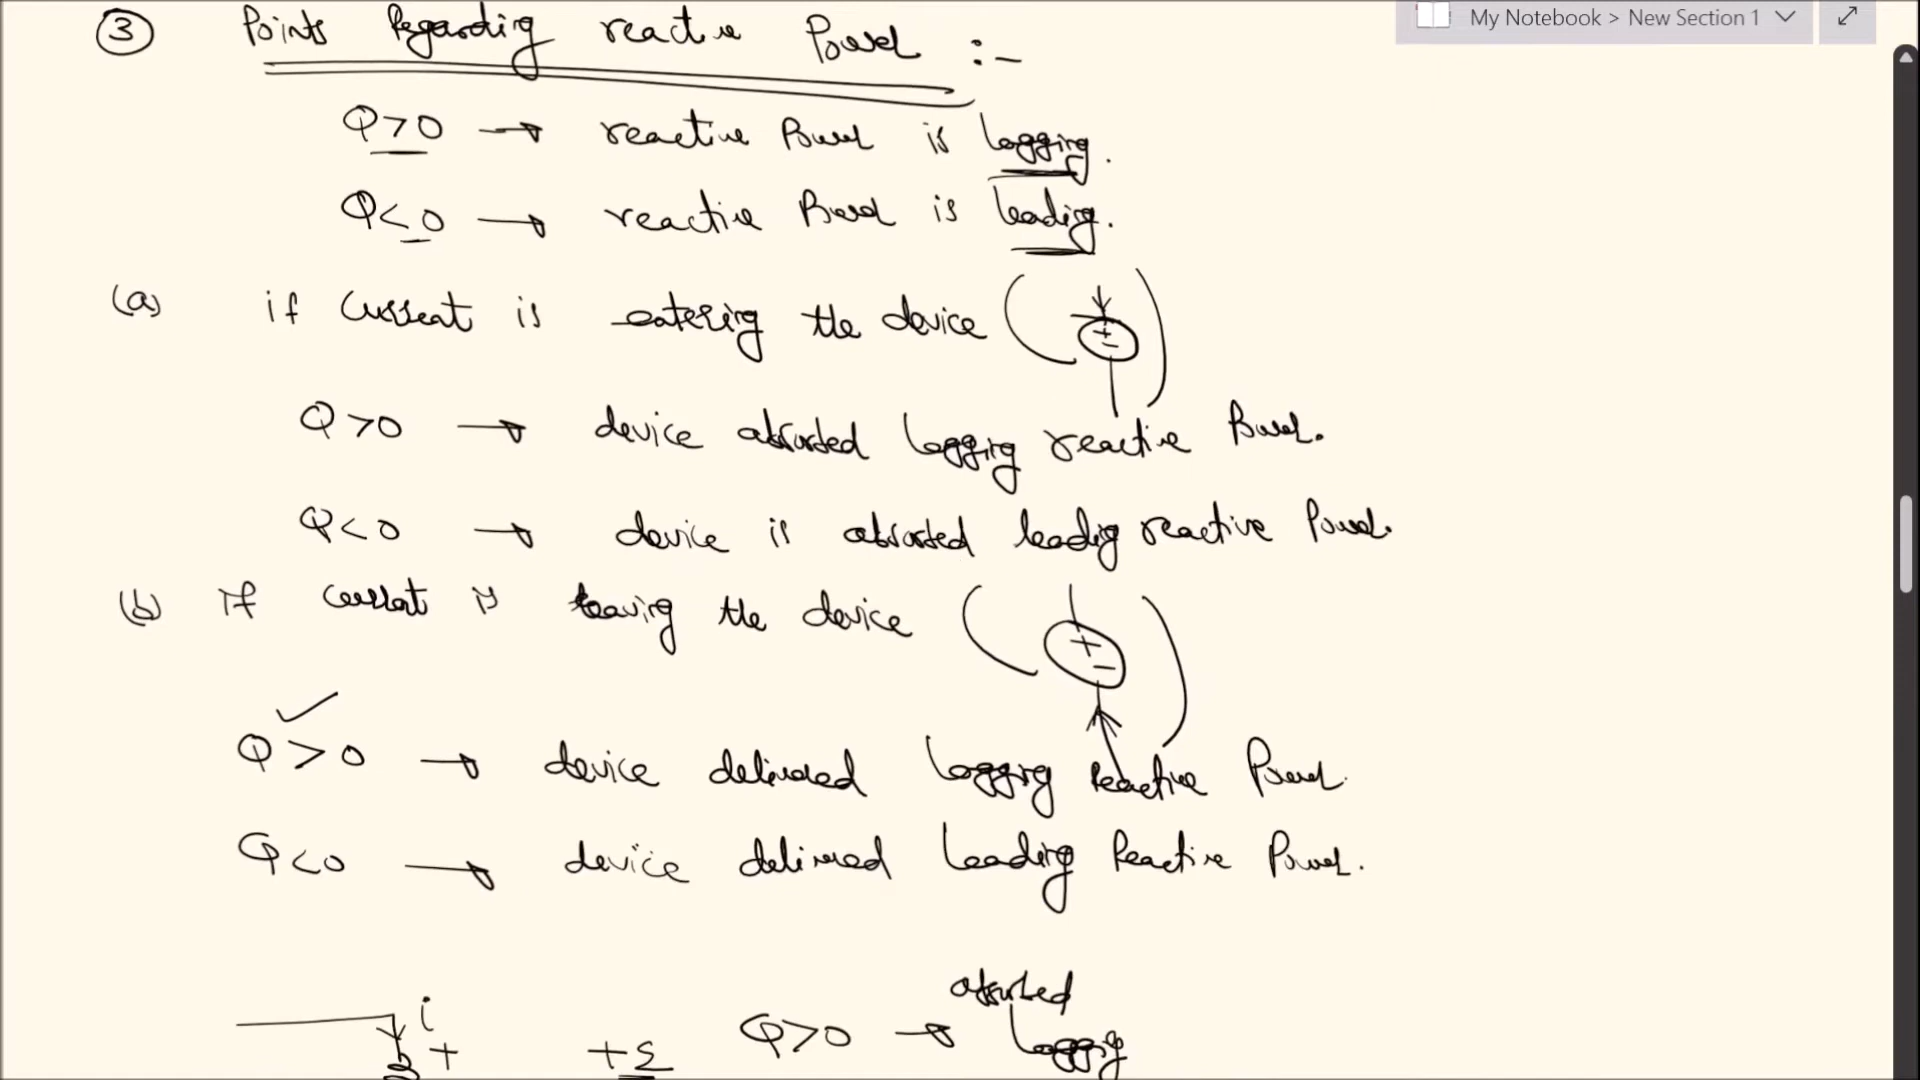 My Notebook > New Section 1
③ Points Regarding reactive Power :-
Q>0 → reactive Power is lagging.
Q<0 → reactive Power is leading.
(a) if current is entering the device ( + - )
Q>0 → device absorbed lagging reactive Power.
Q<0 → device is absorbed leading reactive Power.
(b) if current is leaving the device ( + - )
Q>0 → device delivered lagging reactive Power.
Q<0 → device delivered Leading Reactive Power.
absorbed
i
+ +Σ Q>0 → lagging